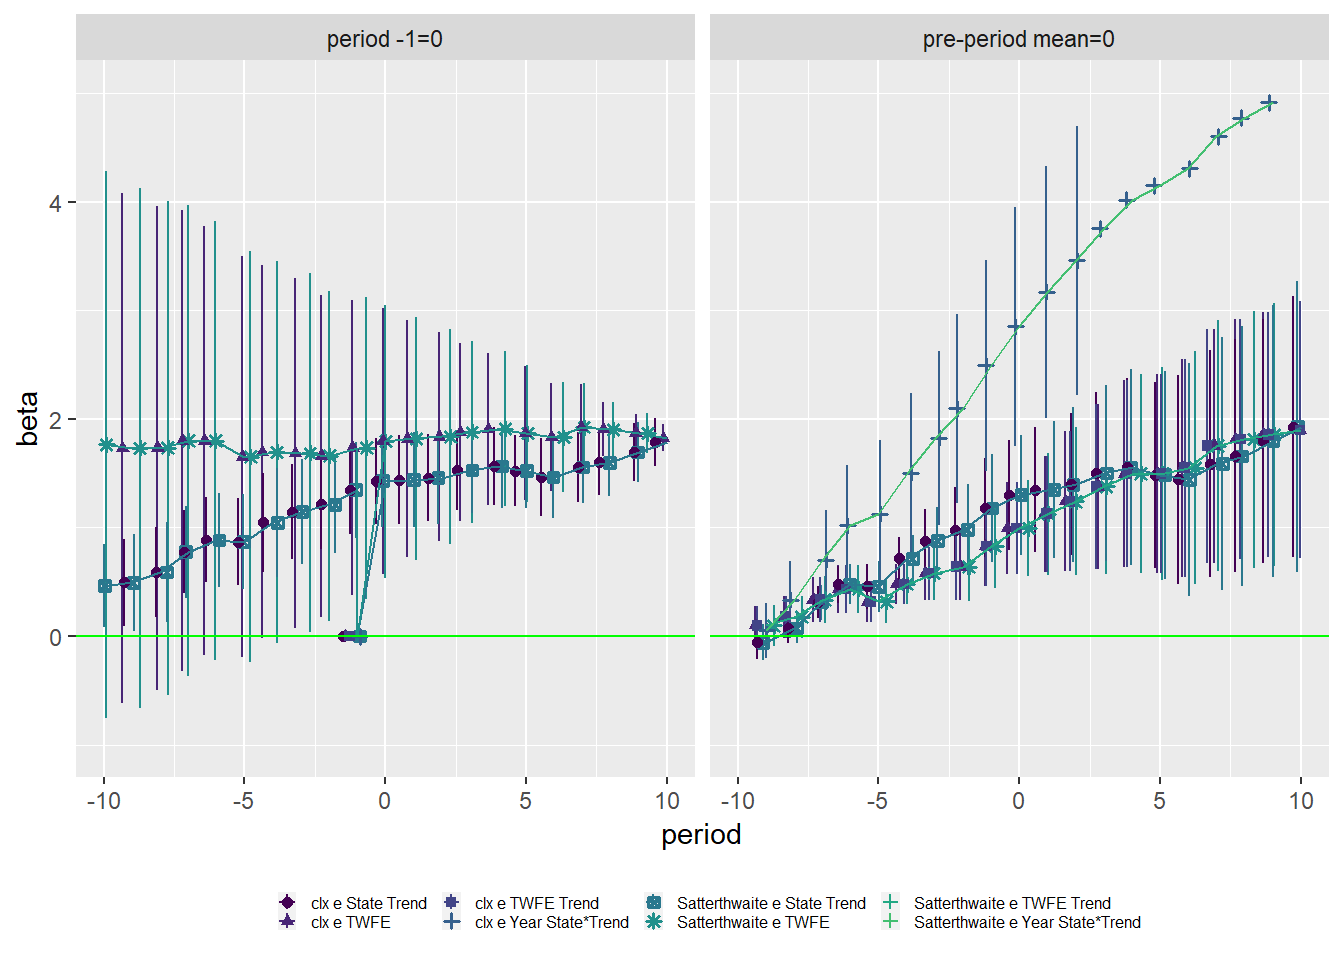 period -1=0 pre-period mean=0
4
2
0
beta
-10 -5 0 5 10 -10 -5 0 5 10
period
clx e State Trend clx e TWFE Trend Satterthwaite e State Trend Satterthwaite e TWFE Trend
clx e TWFE clx e Year State*Trend Satterthwaite e TWFE Satterthwaite e Year State*Trend